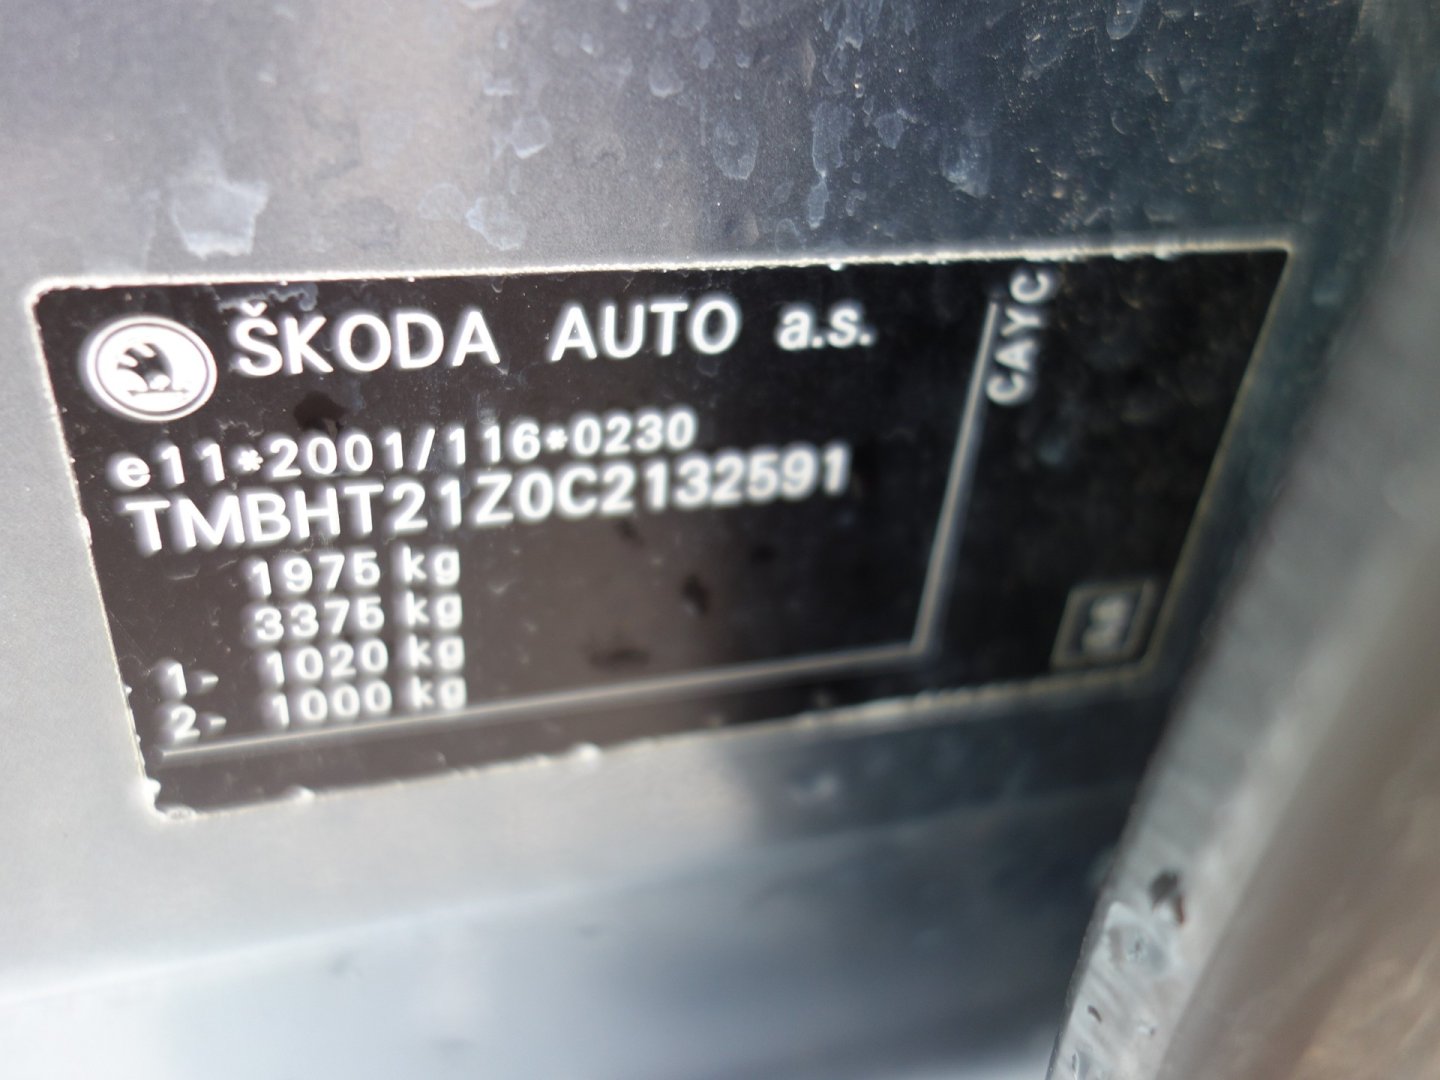 ŠKODA AUTO a.s.
e11*2001/116*0230
TMBHT21Z0C2132591
1975 kg
3375 kg
1- 1020 kg
2- 1000 kg
CAYC